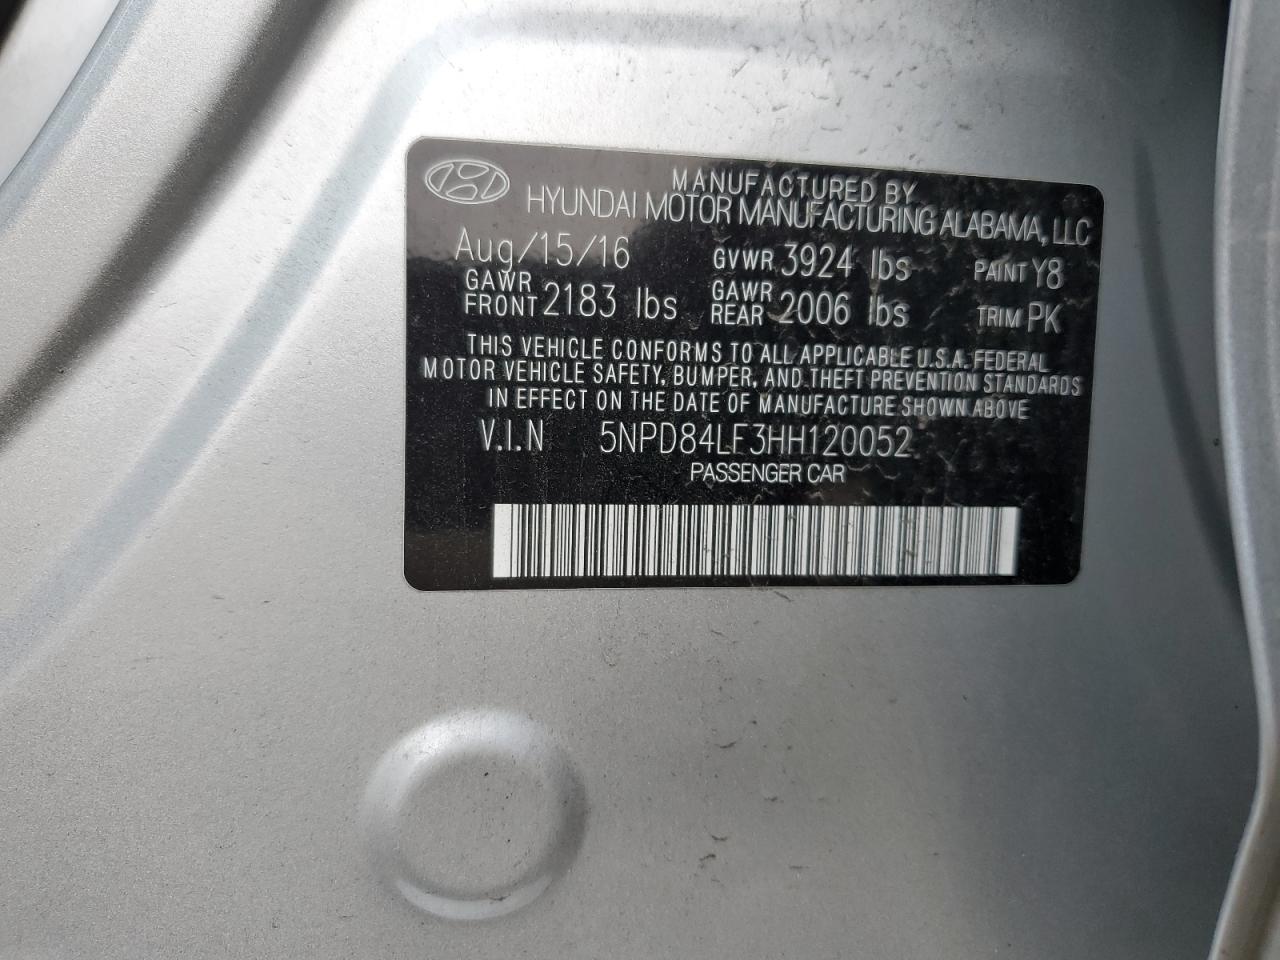 MANUFACTURED BY
HYUNDAI MOTOR MANUFACTURING ALABAMA, LLC
Aug/15/16 GVWR 3924 lbs PAINT Y8
GAWR FRONT 2183 lbs GAWR REAR 2006 lbs TRIM PK
THIS VEHICLE CONFORMS TO ALL APPLICABLE U.S.A. FEDERAL
MOTOR VEHICLE SAFETY, BUMPER, AND THEFT PREVENTION STANDARDS
IN EFFECT ON THE DATE OF MANUFACTURE SHOWN ABOVE
V.I.N 5NPD84LF3HH120052
PASSENGER CAR